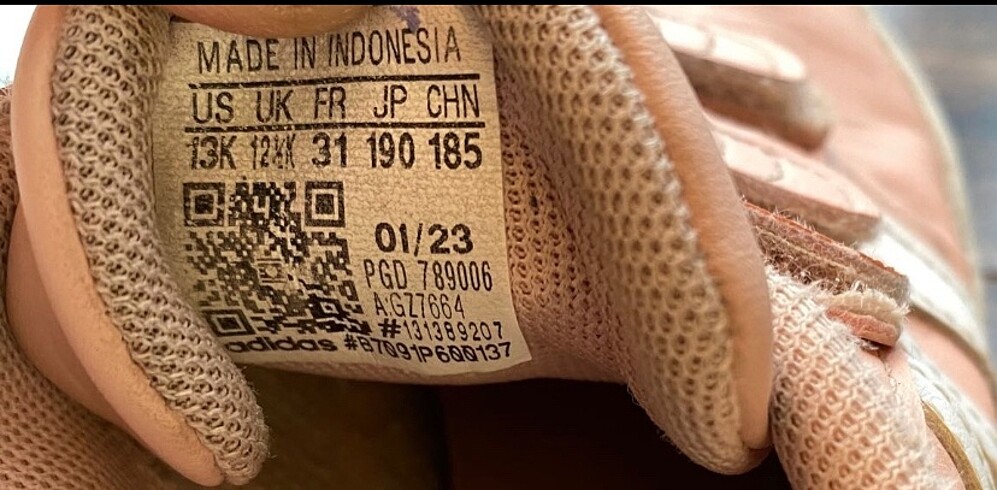 MADE IN INDONESIA
US UK FR JP CHN
13K 12½K 31 190 185
01/23
PGD 789006
A:GZ7664
#131389207
adidas #B7091P600137